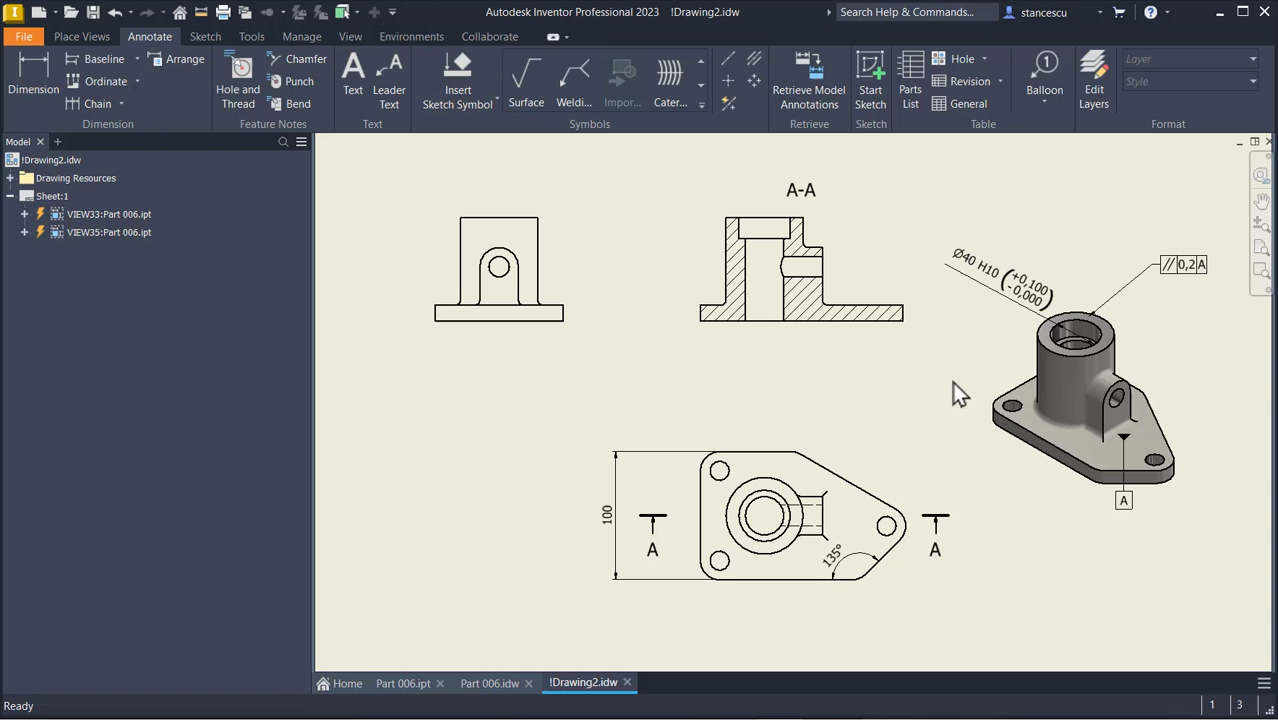 Autodesk Inventor Professional 2023 !Drawing2.idw
Search Help & Commands...
stancescu
File
Place Views
Annotate
Sketch
Tools
Manage
View
Environments
Collaborate
Dimension
Baseline
Ordinate
Chain
Arrange
Dimension
Hole and
Thread
Chamfer
Punch
Bend
Feature Notes
Text
Leader
Text
Text
Insert
Sketch Symbol
Surface
Weldi...
Impor...
Cater...
Symbols
Retrieve Model
Annotations
Retrieve
Start
Sketch
Sketch
Parts
List
Hole
Revision
General
Table
1
Balloon
Edit
Layers
Layer
Style
Format
Model
!Drawing2.idw
Drawing Resources
Sheet:1
VIEW33:Part 006.ipt
VIEW35:Part 006.ipt
A-A
Ø40 H10 (+0,100
-0,000)
// 0,2 A
A
100
135°
A
A
Home
Part 006.ipt
Part 006.idw
!Drawing2.idw
Ready
1
3